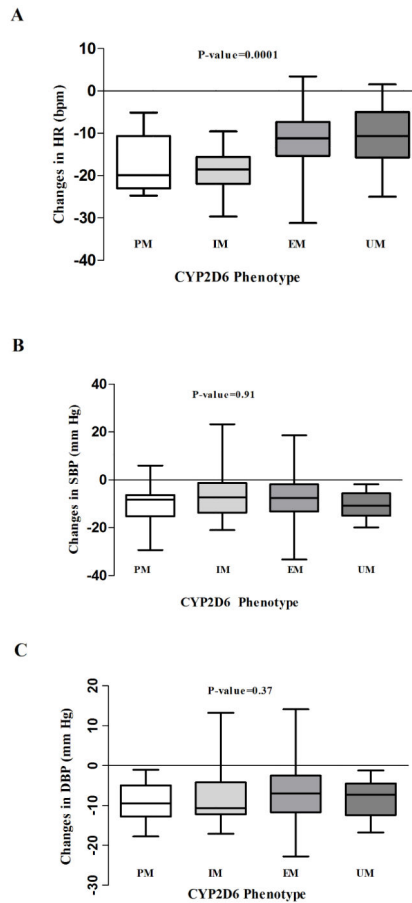 A
P-value=0.0001
Changes in HR (bpm)
10
0
-10
-20
-30
-40
PM IM EM UM
CYP2D6 Phenotype
B
P-value=0.91
Changes in SBP (mm Hg)
40
20
0
-20
-40
PM IM EM UM
CYP2D6 Phenotype
C
P-value=0.37
Changes in DBP (mm Hg)
20
10
0
-10
-20
-30
PM IM EM UM
CYP2D6 Phenotype